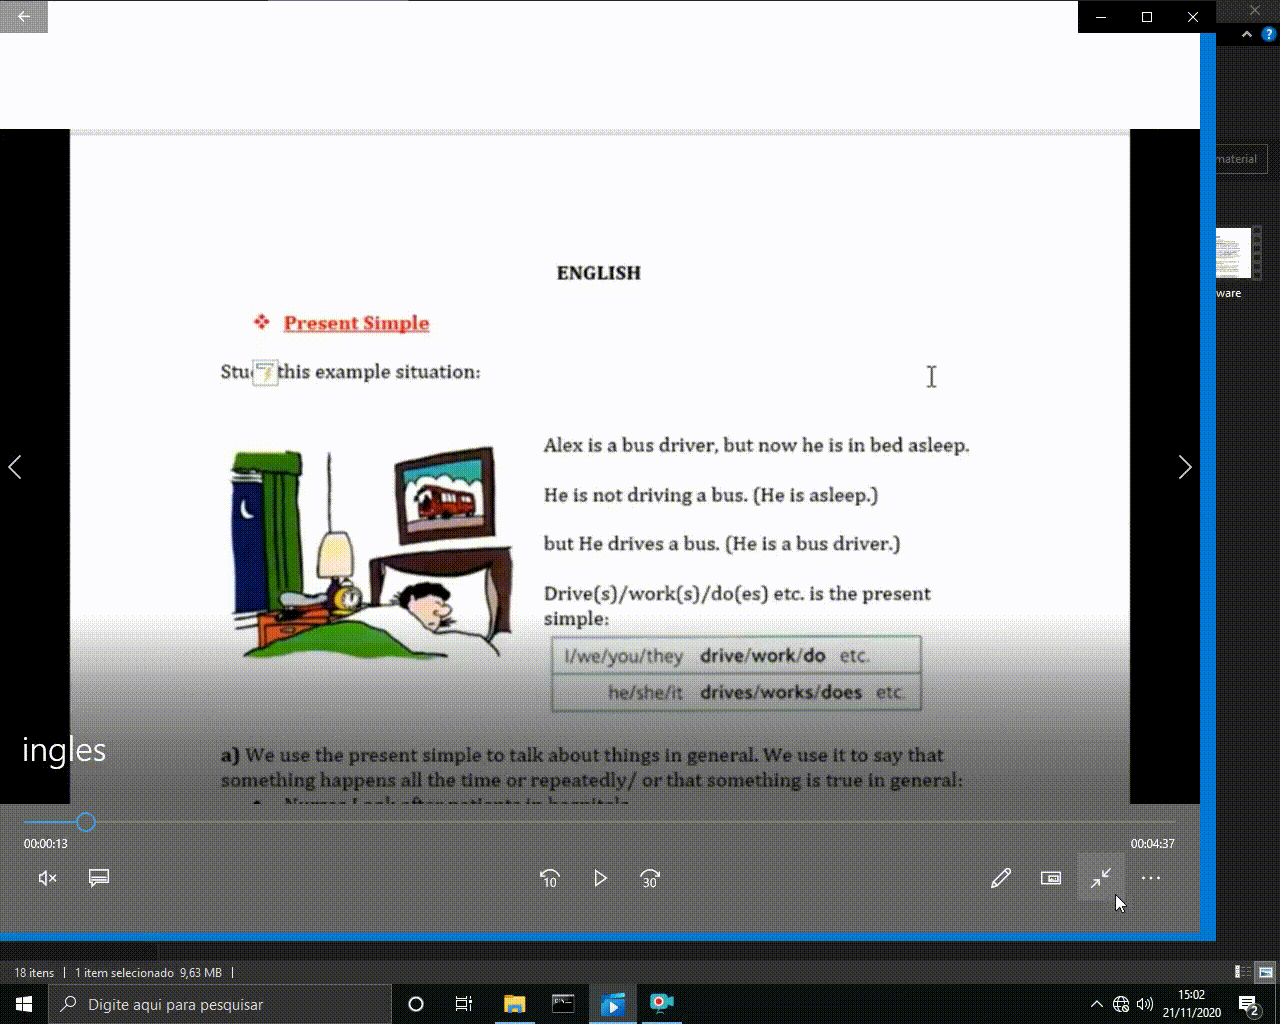 material
ware
ENGLISH
Present Simple
this example situation:
Alex is a bus driver, but now he is in bed asleep.
He is not driving a bus. (He is asleep.)
but He drives a bus. (He is a bus driver.)
Drive(s)/work(s)/do(es) etc. is the present
simple:
I/we/you/they drive/work/do etc.
he/she/it drives/works/does etc.
ingles
a) We use the present simple to talk about things in general. We use it to say that
something happens all the time or repeatedly/ or that something is true in general:
Nurses Look after patients in hospitals
00:00:13
00:04:37
10
30
18 itens
1 item selecionado 9,63 MB
Digite aqui para pesquisar
15:02
21/11/2020
2